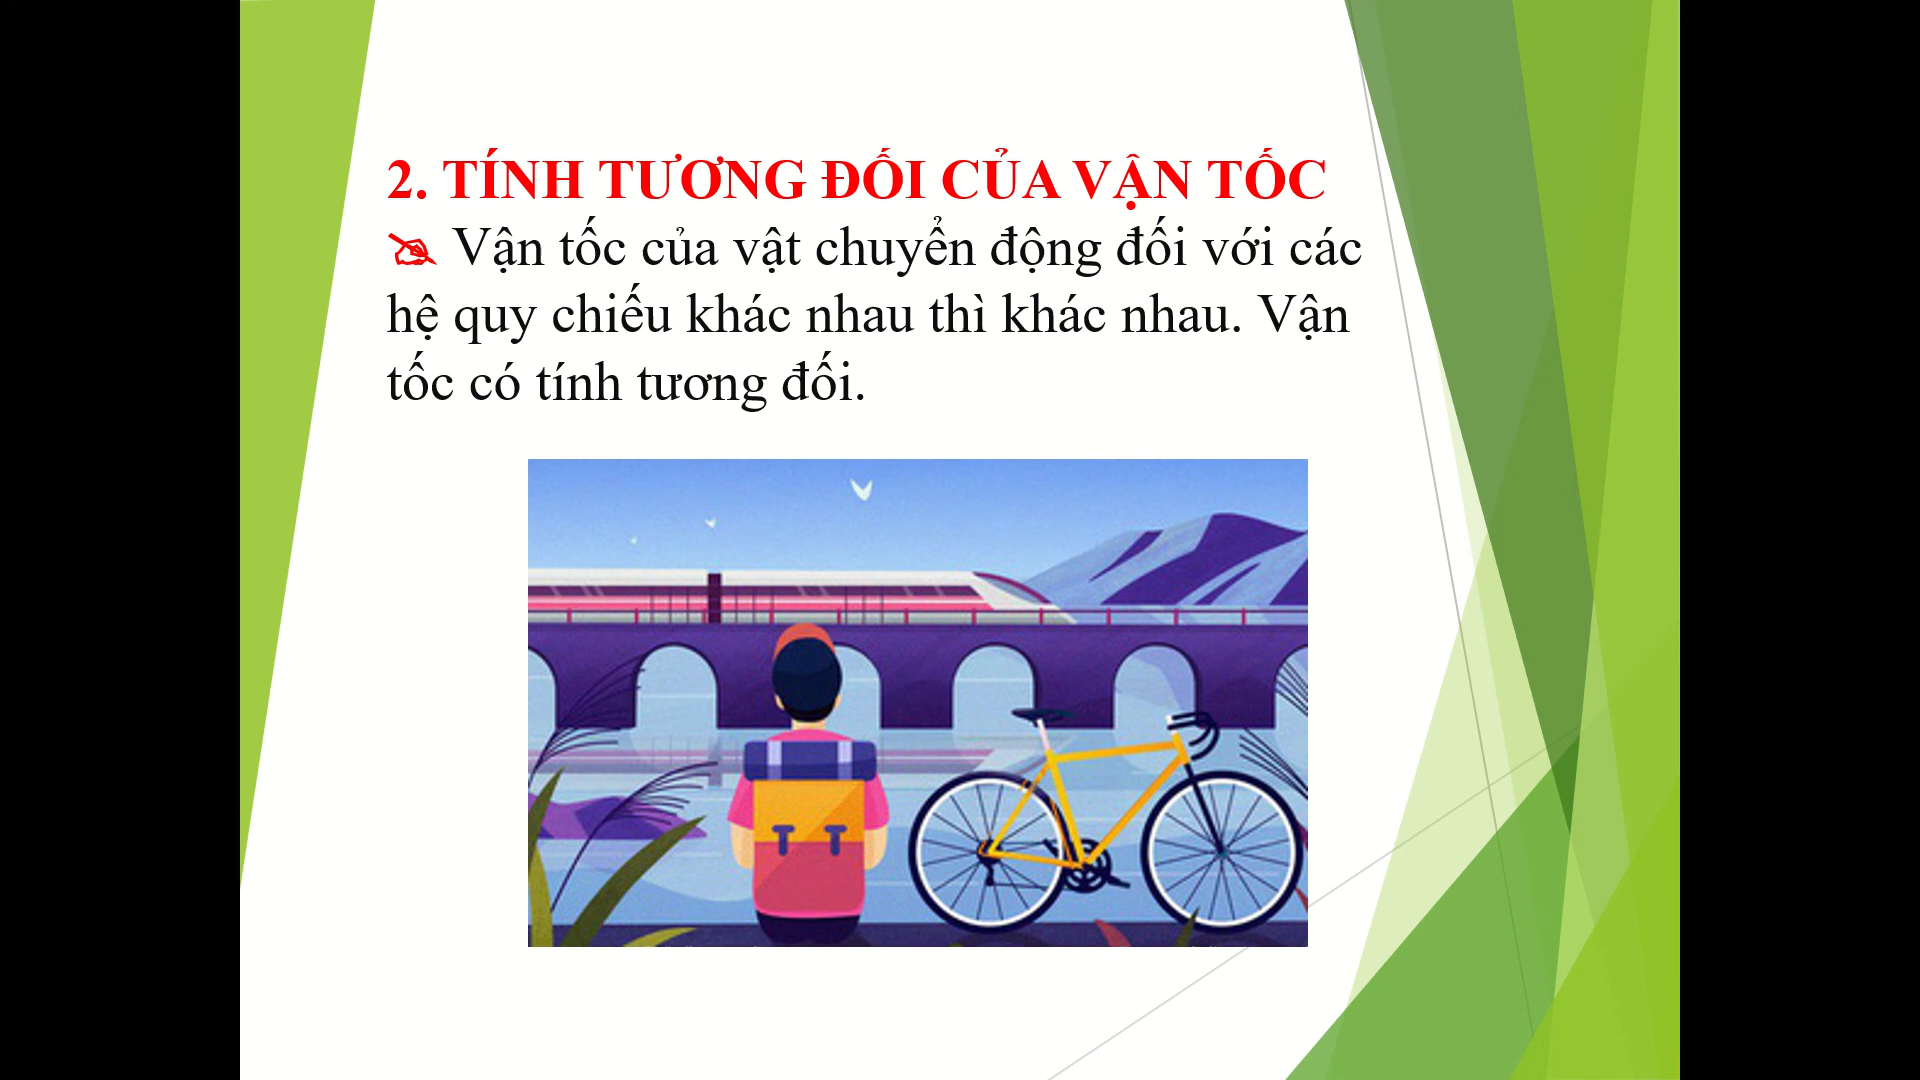 2. TÍNH TƯƠNG ĐỐI CỦA VẬN TỐC
Vận tốc của vật chuyển động đối với các
hệ quy chiếu khác nhau thì khác nhau. Vận
tốc có tính tương đối.